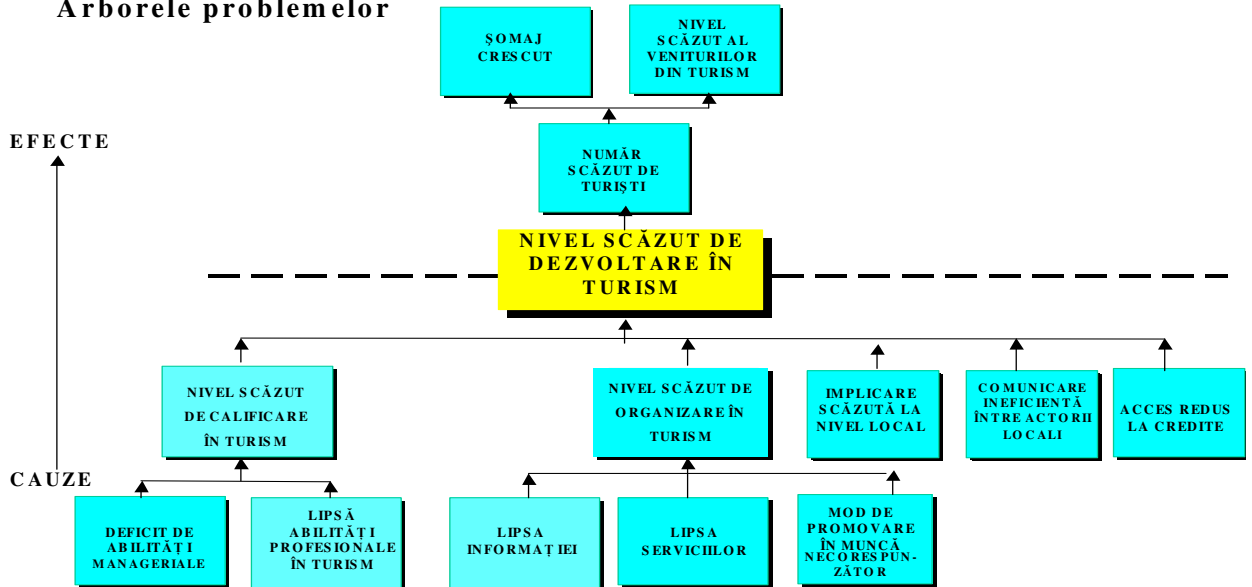 Arborele problemelor
ŞOMAJ
CRESCUT
NIVEL
SCĂZUT AL
VENITURILOR
DIN TURISM
EFECTE
NUMĂR
SCĂZUT DE
TURIŞTI
NIVEL SCĂZUT DE
DEZVOLTARE ÎN
TURISM
NIVEL SCĂZUT
DE CALIFICARE
ÎN TURISM
NIVEL SCĂZUT DE
ORGANIZARE ÎN
TURISM
IMPLICARE
SCĂZUTĂ LA
NIVEL LOCAL
COMUNICARE
INEFICIENTĂ
ÎNTRE ACTORII
LOCALI
ACCES REDUS
LA CREDITE
CAUZE
DEFICIT DE
ABILITĂŢI
MANAGERIALE
LIPSĂ
ABILITĂŢI
PROFESIONALE
ÎN TURISM
LIPSA
INFORMAŢIEI
LIPSA
SERVICIILOR
MOD DE
PROMOVARE
ÎN MUNCĂ
NECORESPUN-
ZĂTOR